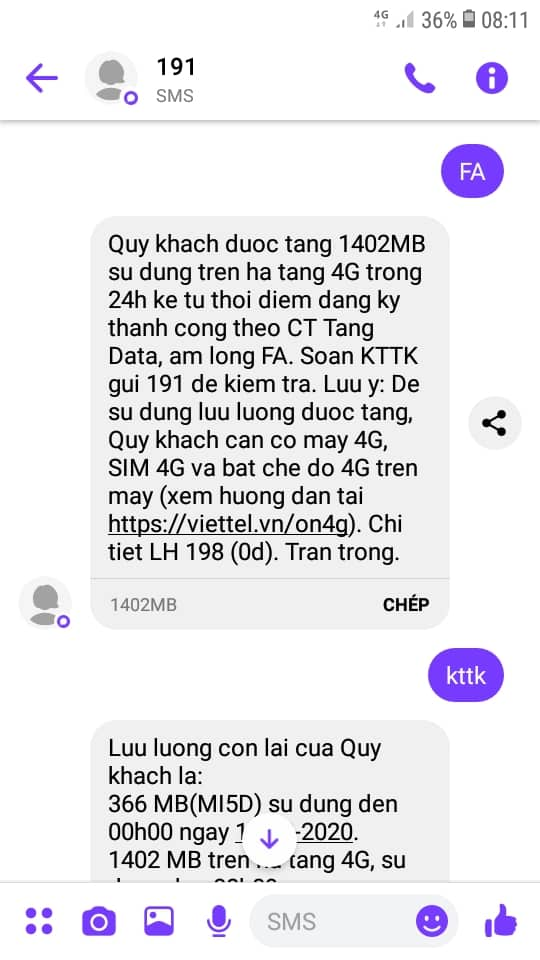 4G 36% 08:11
191
SMS
FA
Quy khach duoc tang 1402MB
su dung tren ha tang 4G trong
24h ke tu thoi diem dang ky
thanh cong theo CT Tang
Data, am long FA. Soan KTTK
gui 191 de kiem tra. Luu y: De
su dung luu luong duoc tang,
Quy khach can co may 4G,
SIM 4G va bat che do 4G tren
may (xem huong dan tai
https://viettel.vn/on4g). Chi
tiet LH 198 (0d). Tran trong.
1402MB CHÉP
kttk
Luu luong con lai cua Quy
khach la:
366 MB(MI5D) su dung den
00h00 ngay -2020.
1402 MB tren tang 4G, su
SMS